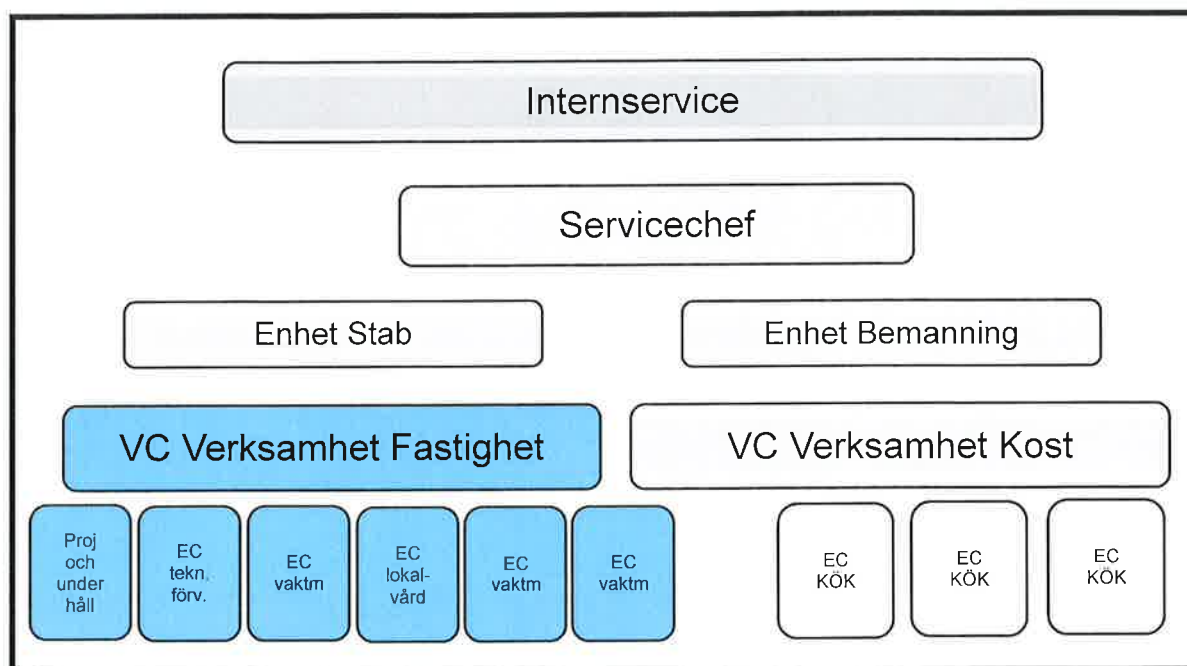 Internservice
Servicechef
Enhet Stab
Enhet Bemanning
VC Verksamhet Fastighet
VC Verksamhet Kost
Proj
och
under
håll
EC
tekn.
förv.
EC
vaktm
EC
lokal-
vård
EC
vaktm
EC
vaktm
EC
KÖK
EC
KÖK
EC
KÖK